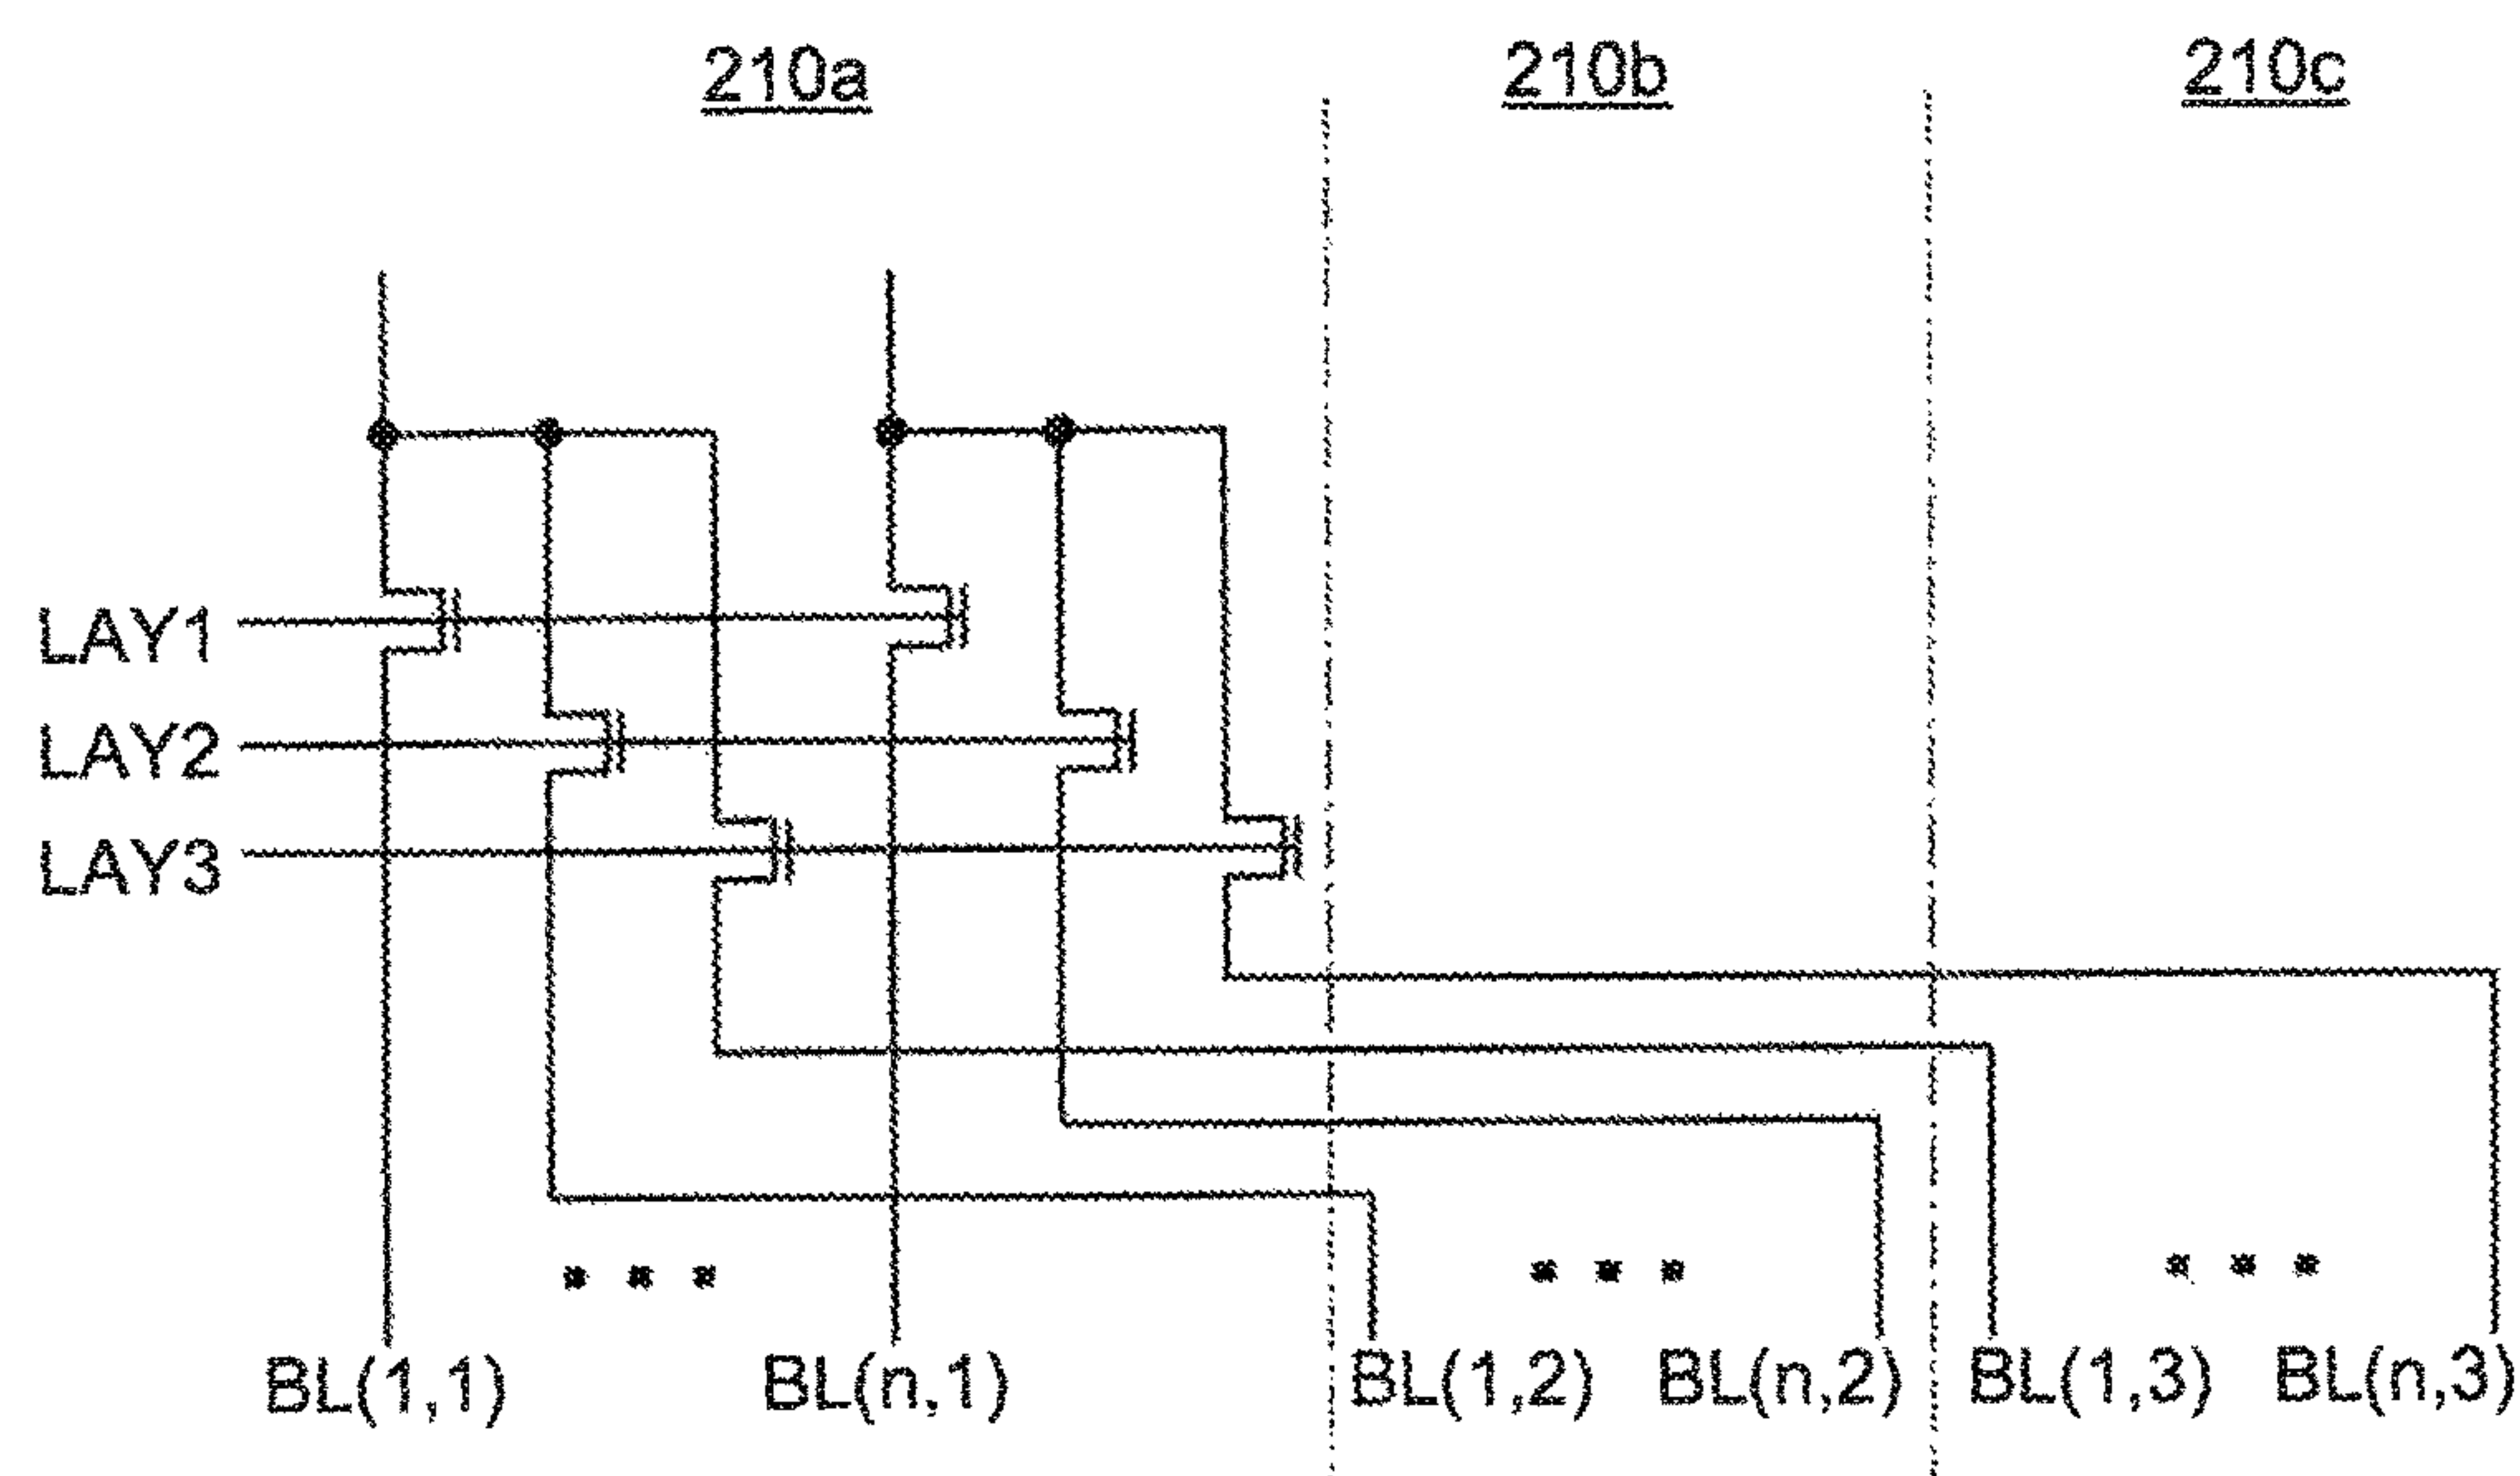 210a 210b 210c
LAY1
LAY2
LAY3
BL(1,1) BL(n,1) BL(1,2) BL(n,2) BL(1,3) BL(n,3)